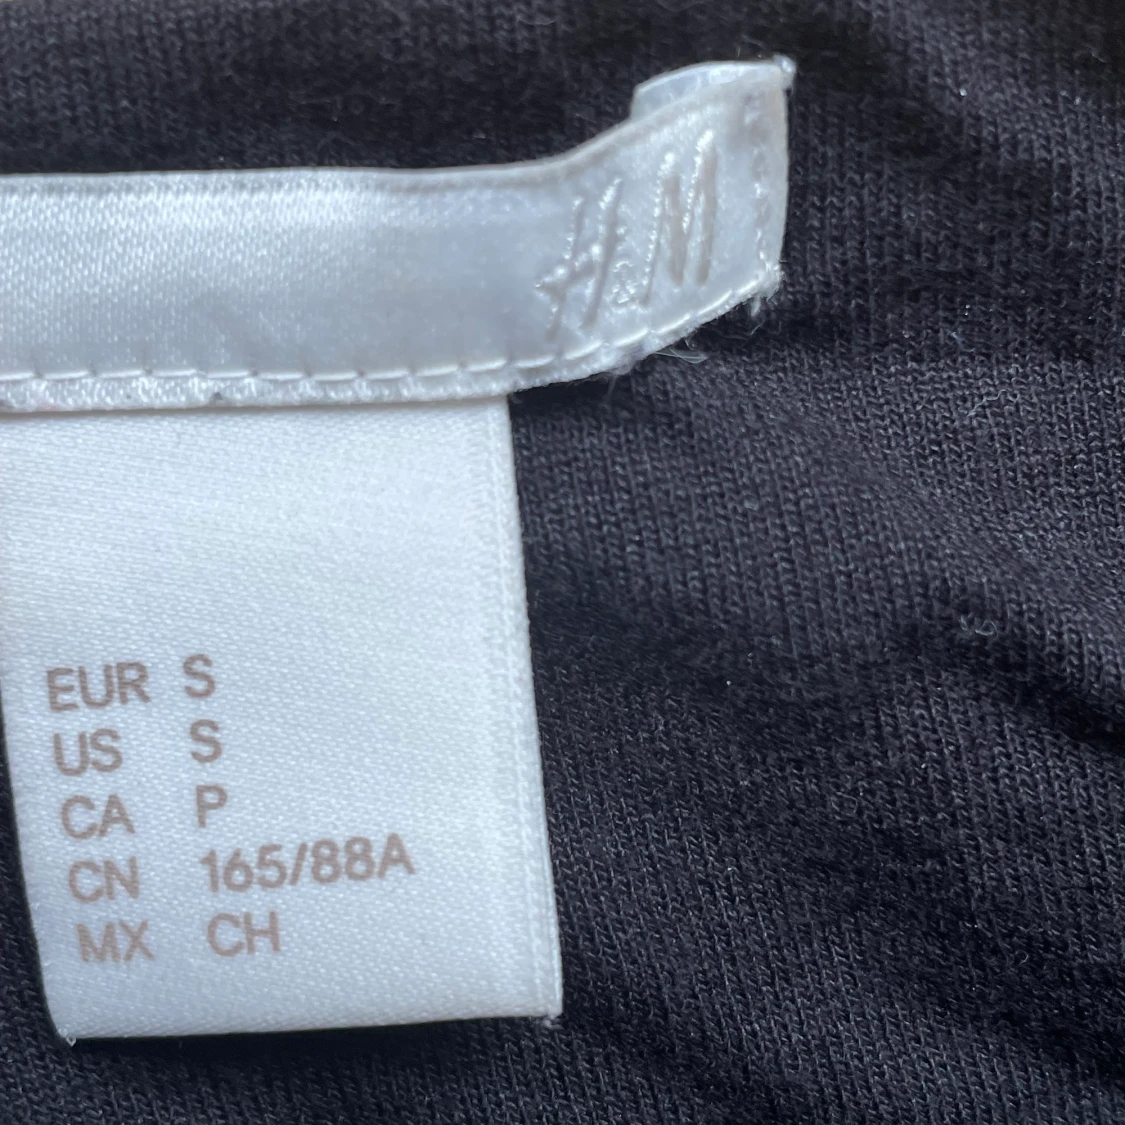 H&M
EUR S
US S
CA P
CN 165/88A
MX CH